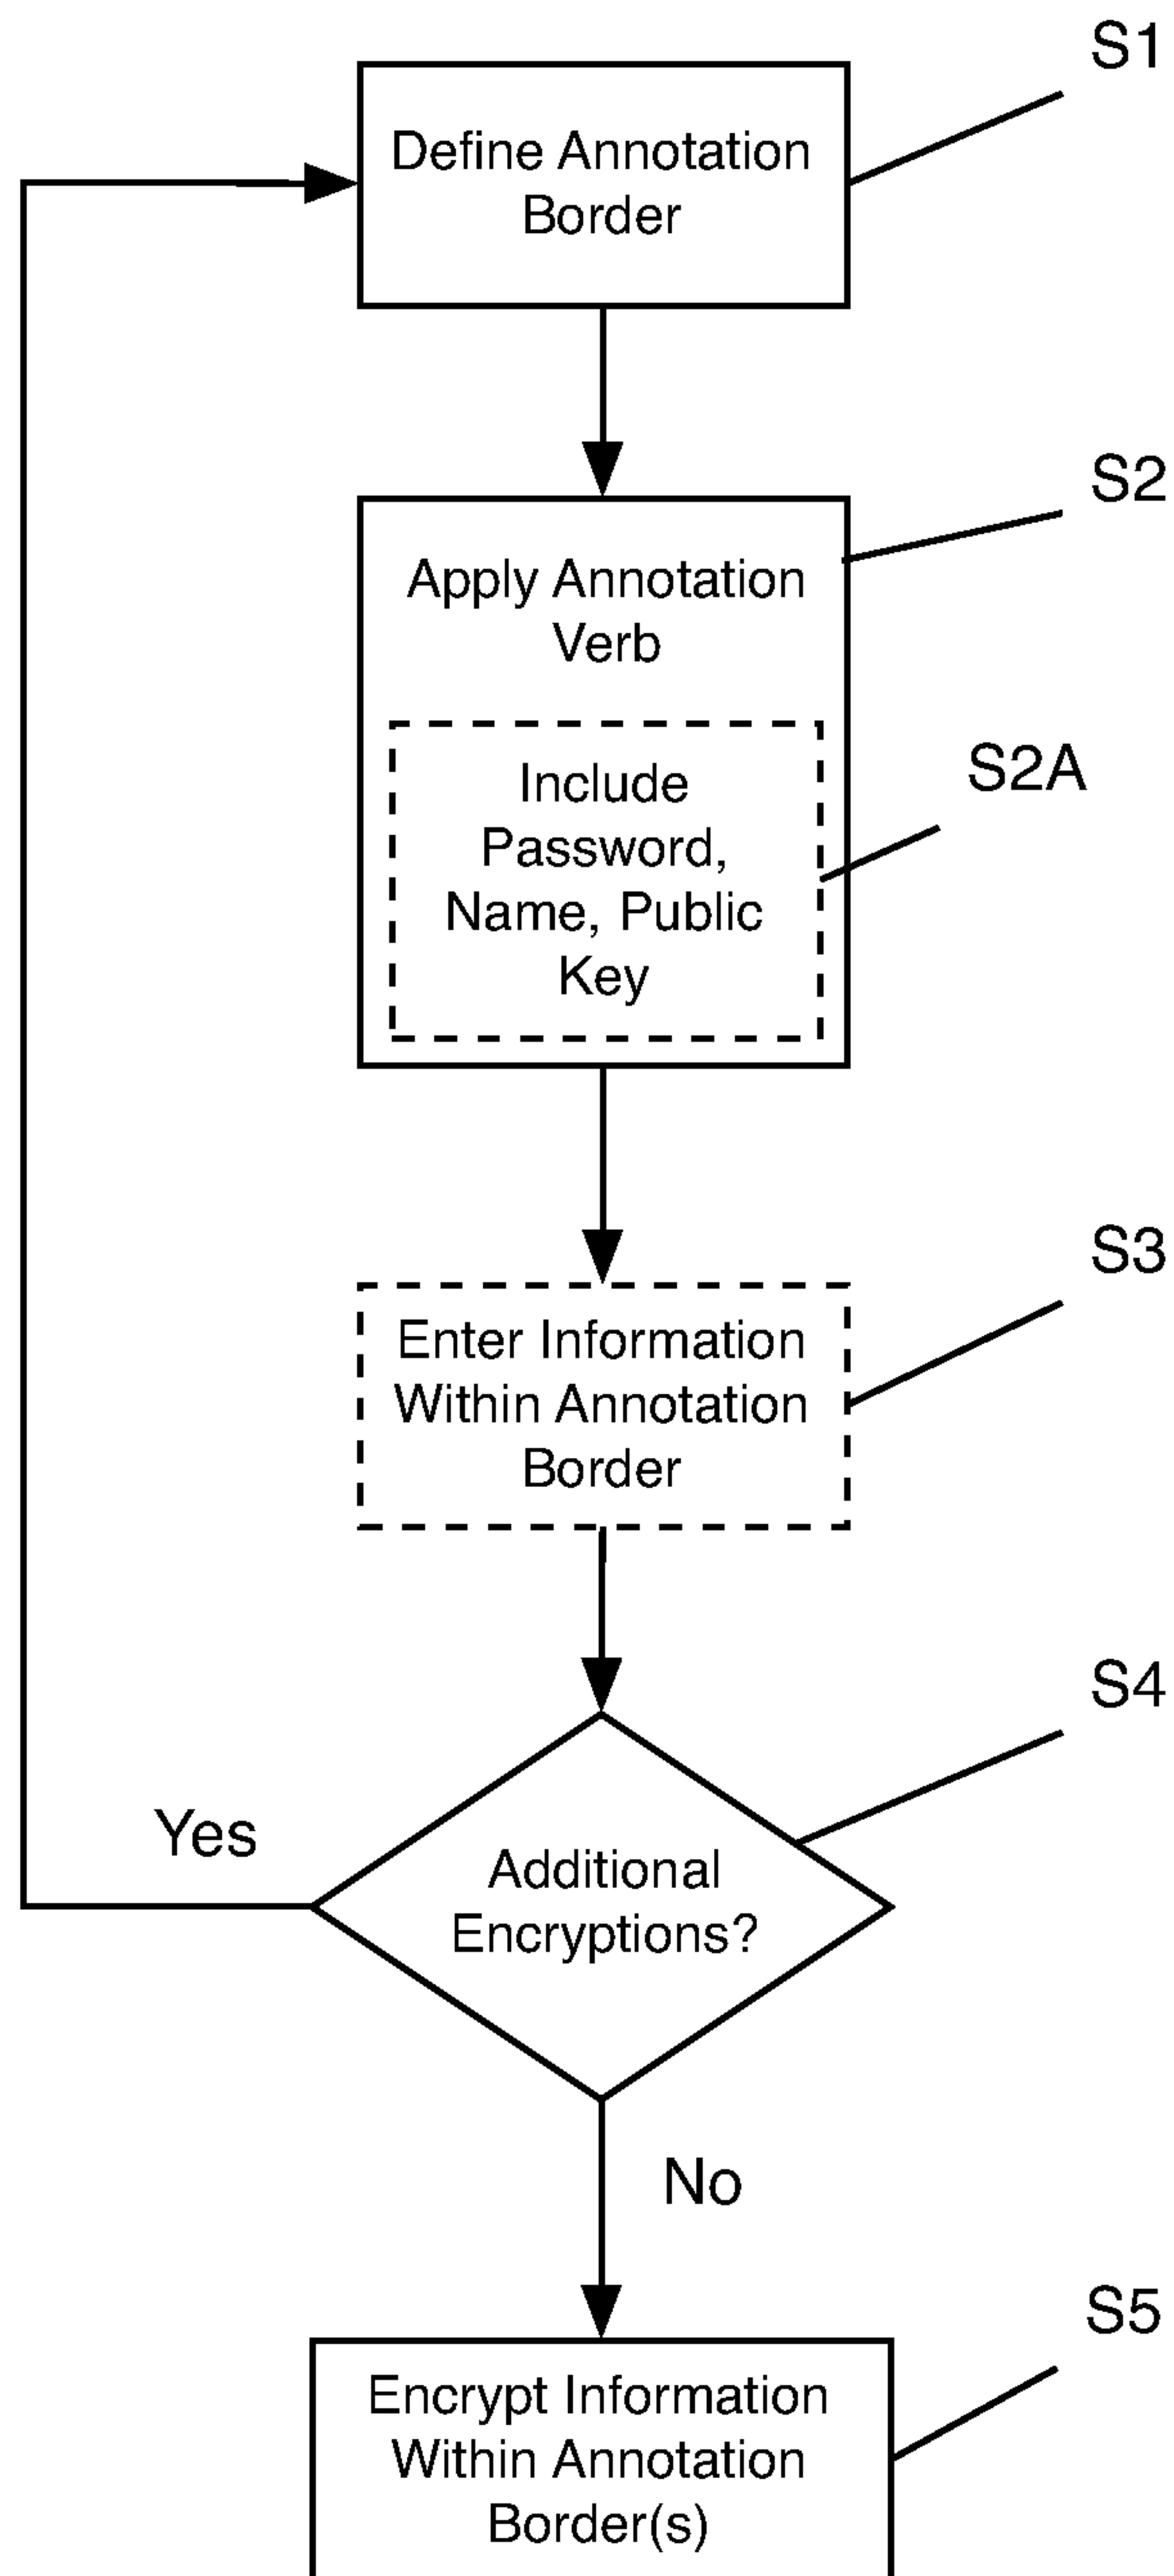 S1
Define Annotation
Border
S2
Apply Annotation
Verb
S2A
Include
Password,
Name, Public
Key
S3
Enter Information
Within Annotation
Border
S4
Yes
Additional
Encryptions?
No
S5
Encrypt Information
Within Annotation
Border(s)